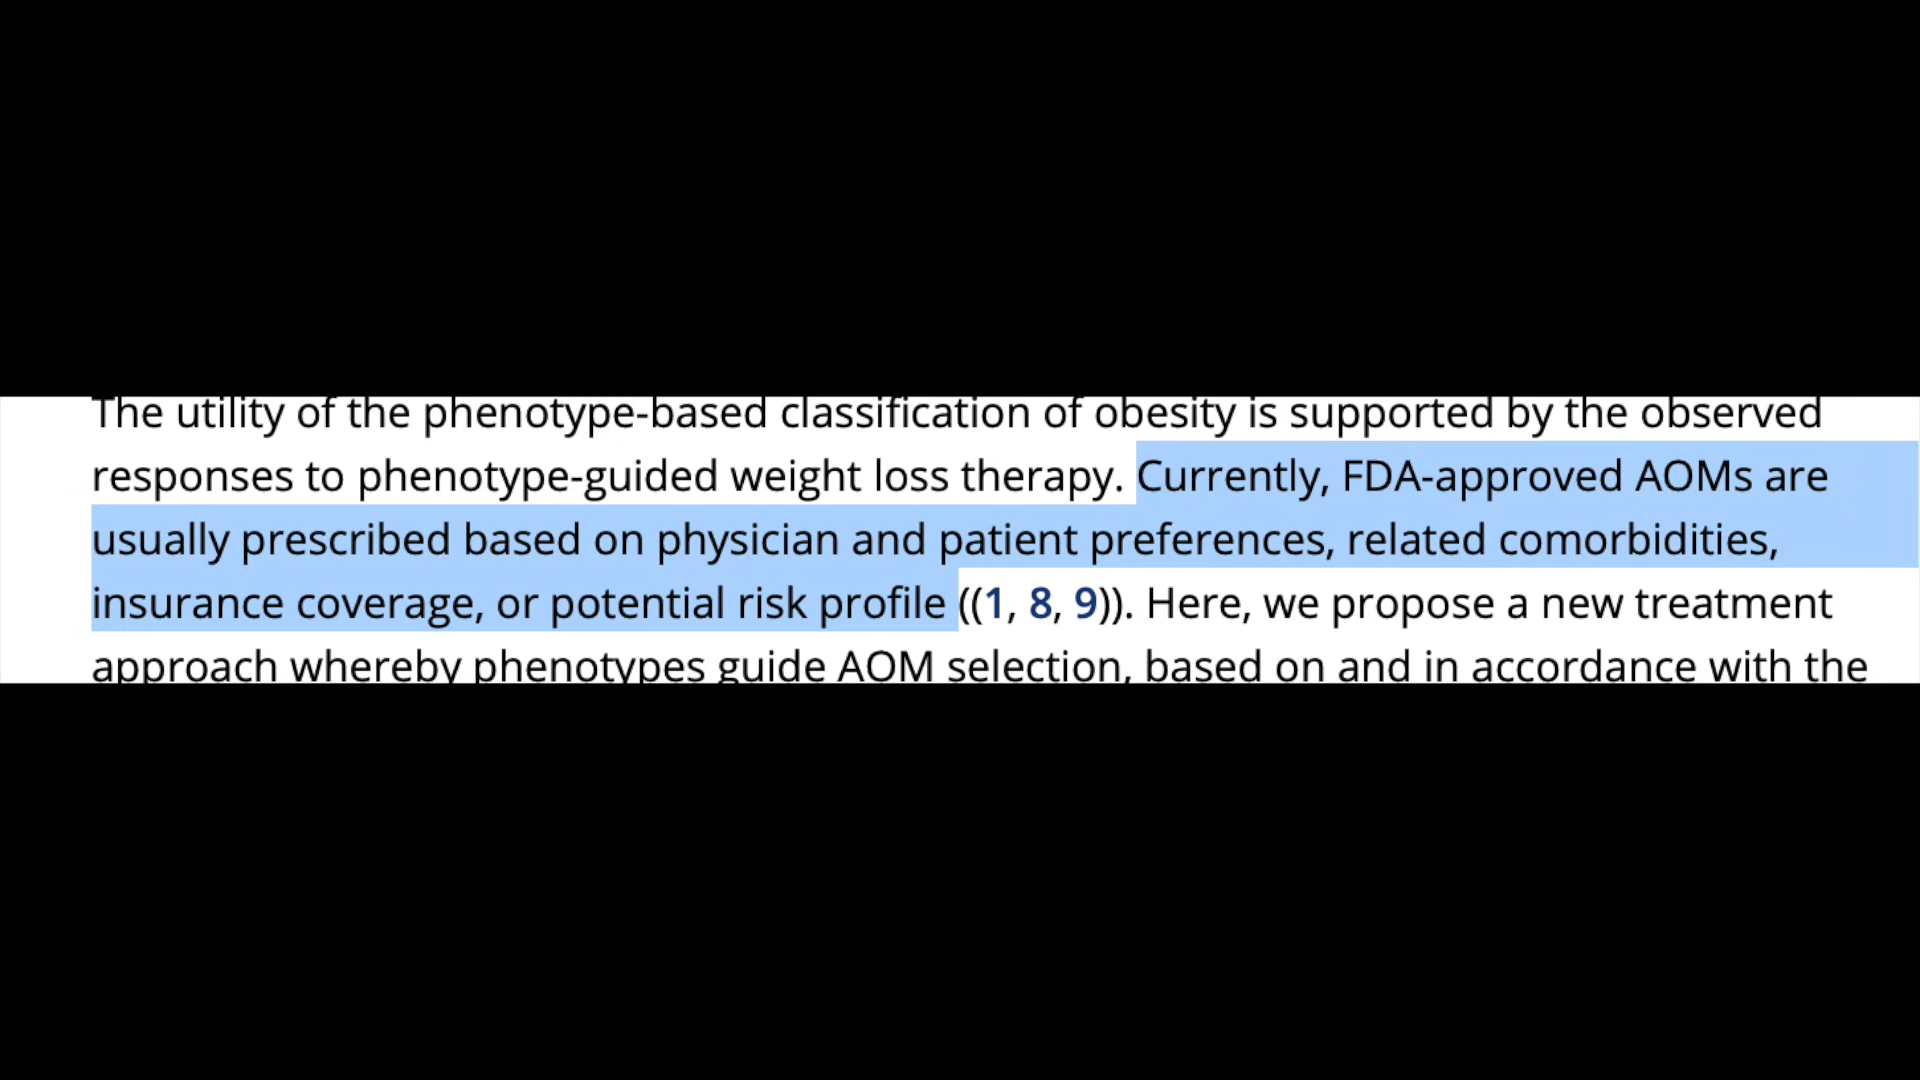 The utility of the phenotype-based classification of obesity is supported by the observed
responses to phenotype-guided weight loss therapy. Currently, FDA-approved AOMs are
usually prescribed based on physician and patient preferences, related comorbidities,
insurance coverage, or potential risk profile ((1, 8, 9)). Here, we propose a new treatment
approach whereby phenotypes guide AOM selection, based on and in accordance with the